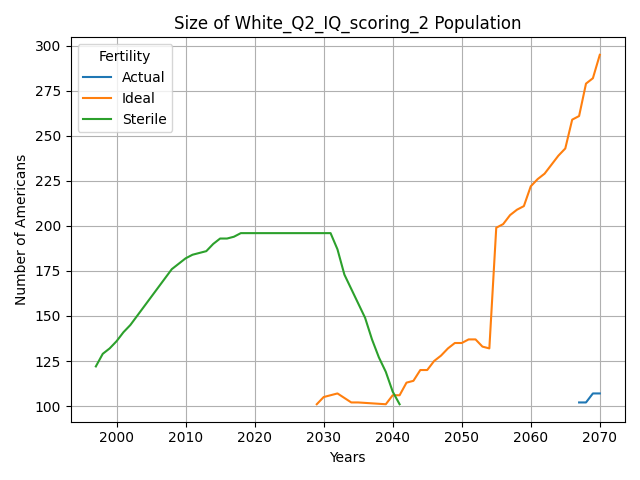 Size of White_Q2_IQ_scoring_2 Population
Fertility
Actual
Ideal
Sterile
Number of Americans
300
275
250
225
200
175
150
125
100
2000 2010 2020 2030 2040 2050 2060 2070
Years